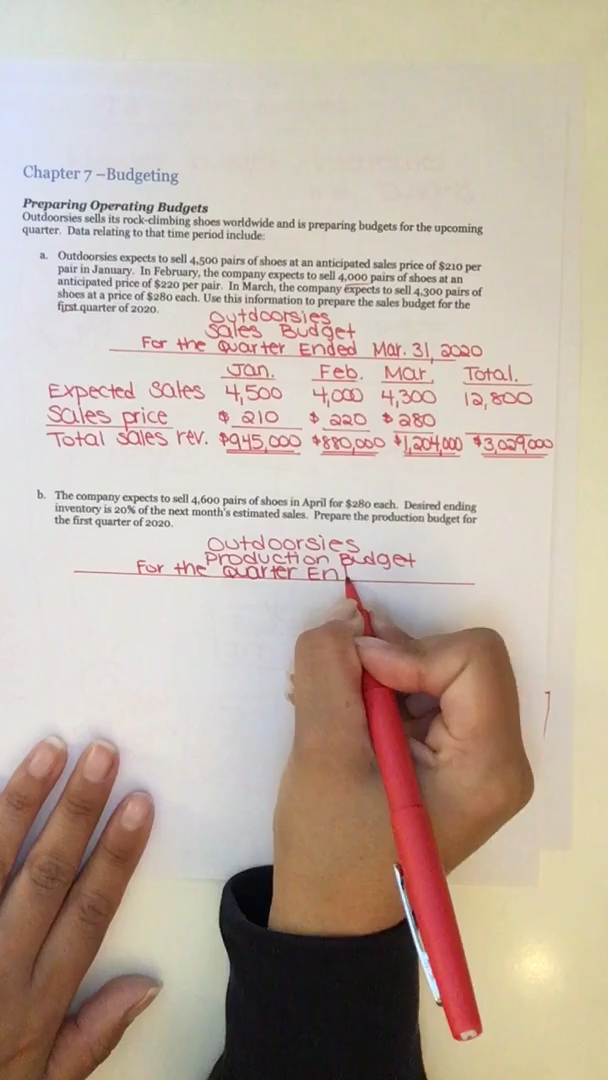 Chapter 7 –Budgeting
Preparing Operating Budgets
Outdoorsies sells its rock-climbing shoes worldwide and is preparing budgets for the upcoming
quarter. Data relating to that time period include:
a. Outdoorsies expects to sell 4,500 pairs of shoes at an anticipated sales price of $210 per
pair in January. In February, the company expects to sell 4,000 pairs of shoes at an
anticipated price of $220 per pair. In March, the company expects to sell 4,300 pairs of
shoes at a price of $280 each. Use this information to prepare the sales budget for the
first quarter of 2020.
Outdoorsies
Sales Budget
For the Quarter Ended Mar. 31, 2020
Jan. Feb. Mar. Total.
Expected Sales 4,500 4,000 4,300 12,800
Sales price $ 210 $ 220 $ 280
Total sales rev. $945,000 $880,000 $1,204,000 $3,029,000
b. The company expects to sell 4,600 pairs of shoes in April for $280 each. Desired ending
inventory is 20% of the next month's estimated sales. Prepare the production budget for
the first quarter of 2020.
Outdoorsies
Production Budget
For the Quarter En